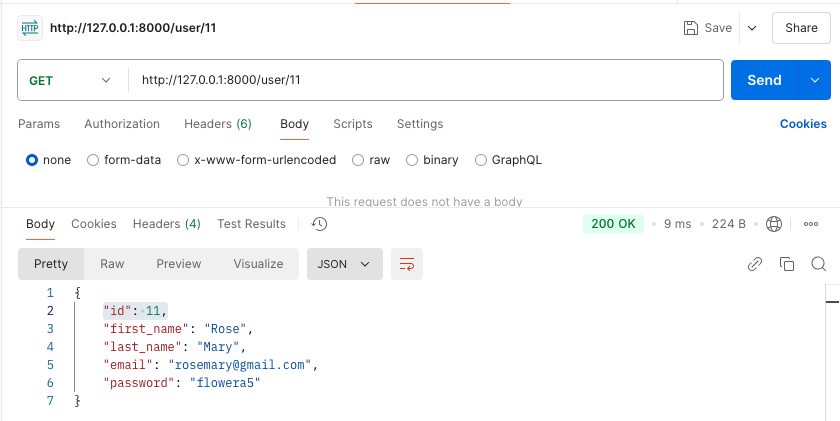 HTTP http://127.0.0.1:8000/user/11 Save Share
GET http://127.0.0.1:8000/user/11 Send
Params Authorization Headers (6) Body Scripts Settings Cookies
none form-data x-www-form-urlencoded raw binary GraphQL
This request does not have a body
Body Cookies Headers (4) Test Results 200 OK • 9 ms • 224 B
Pretty Raw Preview Visualize JSON
1 {
2 "id": 11,
3 "first_name": "Rose",
4 "last_name": "Mary",
5 "email": "rosemary@gmail.com",
6 "password": "flowera5"
7 }